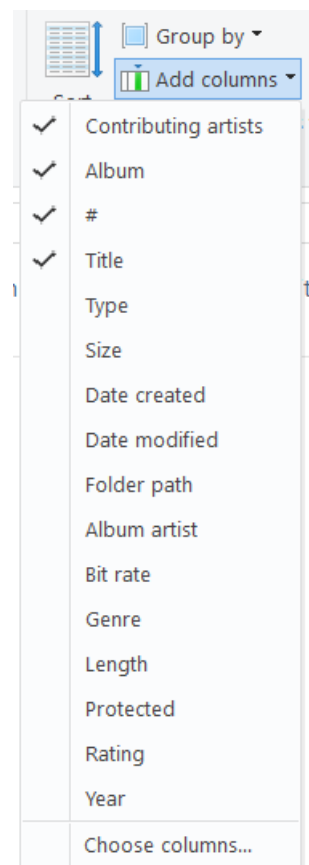 Group by
Add columns
Contributing artists
Album
#
Title
Type
Size
Date created
Date modified
Folder path
Album artist
Bit rate
Genre
Length
Protected
Rating
Year
Choose columns...